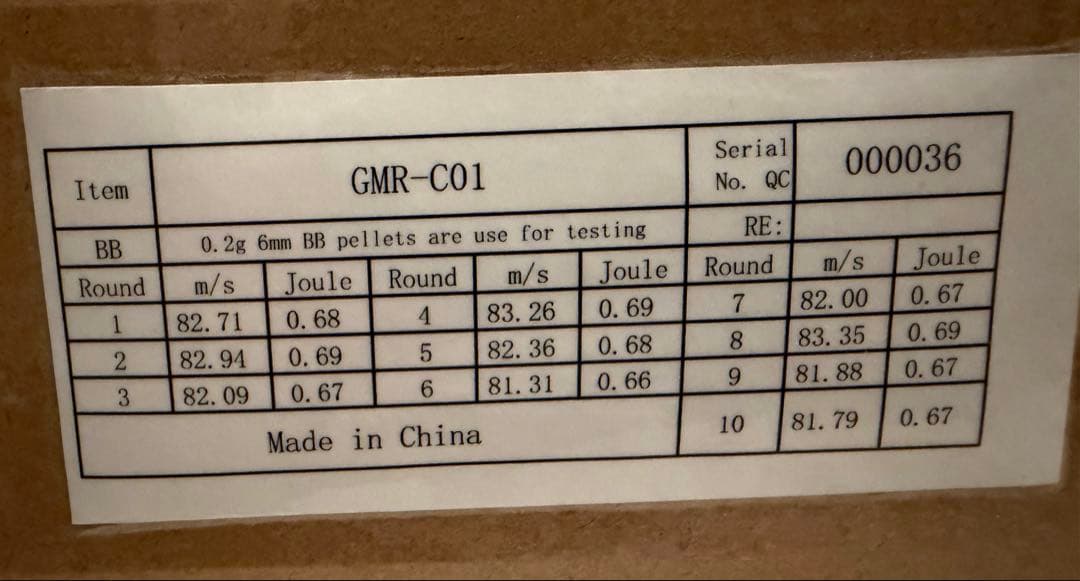 Item GMR-C01 Serial No. QC 000036
BB 0.2g 6mm BB pellets are use for testing RE:
Round m/s Joule Round m/s Joule Round m/s Joule
1 82.71 0.68 4 83.26 0.69 7 82.00 0.67
2 82.94 0.69 5 82.36 0.68 8 83.35 0.69
3 82.09 0.67 6 81.31 0.66 9 81.88 0.67
Made in China 10 81.79 0.67